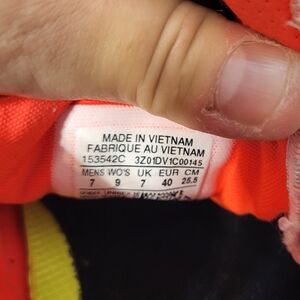 MADE IN VIETNAM
FABRIQUE AU VIETNAM
153542C 3Z01DV1C00145
MENS WO'S UK EUR CM
7 9 7 40 25.5